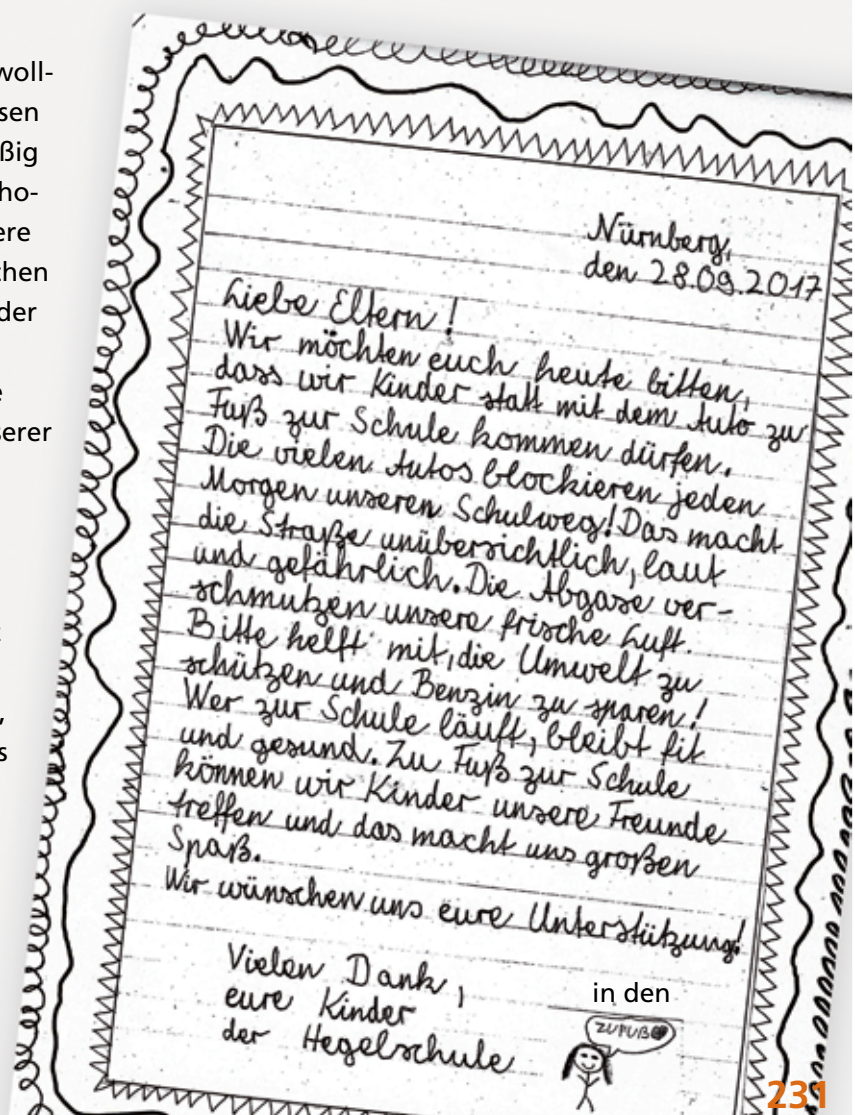 woll-
sen
ßig
ho-
ere
chen
der
e
serer
,
s
Nürnberg,
den 28.09.2017
Liebe Eltern!
Wir möchten euch heute bitten,
dass wir Kinder statt mit dem Auto zu
Fuß zur Schule kommen dürfen.
Die vielen Autos blockieren jeden
Morgen unseren Schulweg! Das macht
die Straße unübersichtlich, laut
und gefährlich. Die Abgase ver-
schmutzen unsere frische Luft.
Bitte helft mit, die Umwelt zu
schützen und Benzin zu sparen!
Wer zur Schule läuft, bleibt fit
und gesund. Zu Fuß zur Schule
können wir Kinder unsere Freunde
treffen und das macht uns großen
Spaß.
Wir wünschen uns eure Unterstützung!
Vielen Dank,
eure Kinder
der Hegelschule
in den
ZU FUß
231